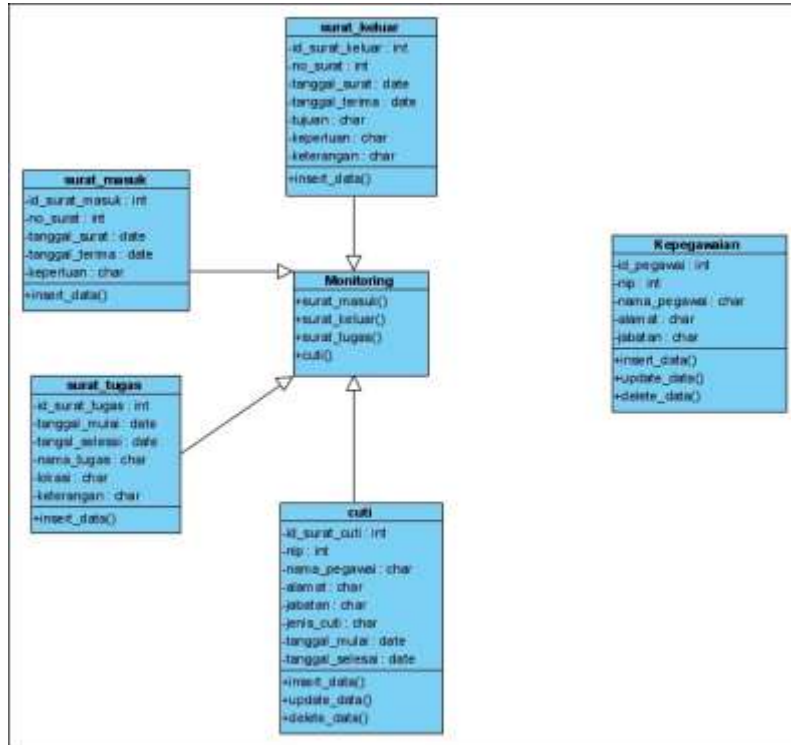 surat_keluar
-id_surat_keluar : int
-no_surat : int
-tanggal_surat : date
-tanggal_terima : date
-tujuan : char
-keperluan : char
-keterangan : char
+insert_data()
surat_masuk
-id_surat_masuk : int
-no_surat : int
-tanggal_surat : date
-tanggal_terima : date
-keperluan : char
+insert_data()
Monitoring
+surat_masuk()
+surat_keluar()
+surat_tugas()
+cuti()
Kepegawaian
-id_pegawai : int
-nip : int
-nama_pegawai : char
-alamat : char
-jabatan : char
+insert_data()
+update_data()
+delete_data()
surat_tugas
-id_surat_tugas : int
-tanggal_mulai : date
-tangal_selesai : date
-nama_tugas : char
-lokasi : char
-keterangan : char
+insert_data()
cuti
-id_surat_cuti : int
-nip : int
-nama_pegawai : char
-alamat : char
-jabatan : char
-jenis_cuti : char
-tanggal_mulai : date
-tanggal_selesai : date
+insert_data()
+update_data()
+delete_data()